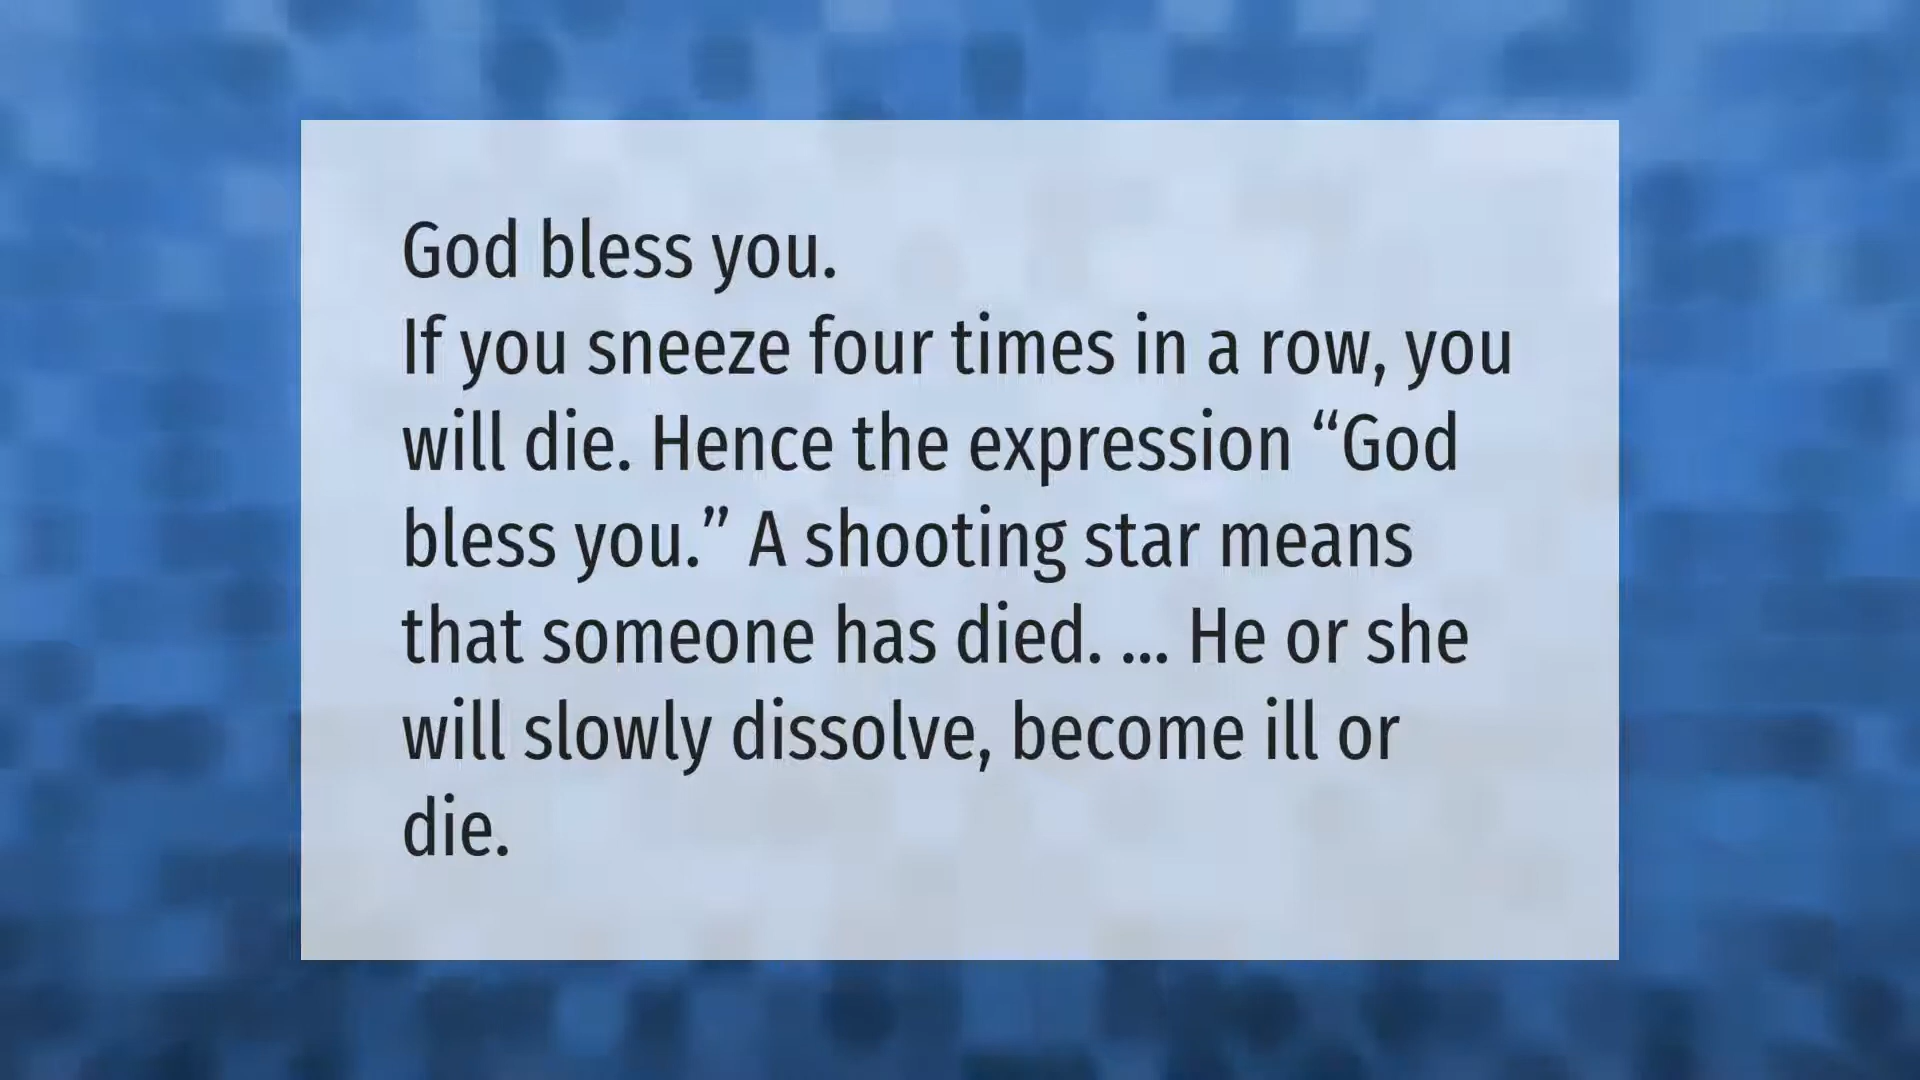 God bless you.
If you sneeze four times in a row, you
will die. Hence the expression “God
bless you.” A shooting star means
that someone has died. ... He or she
will slowly dissolve, become ill or
die.